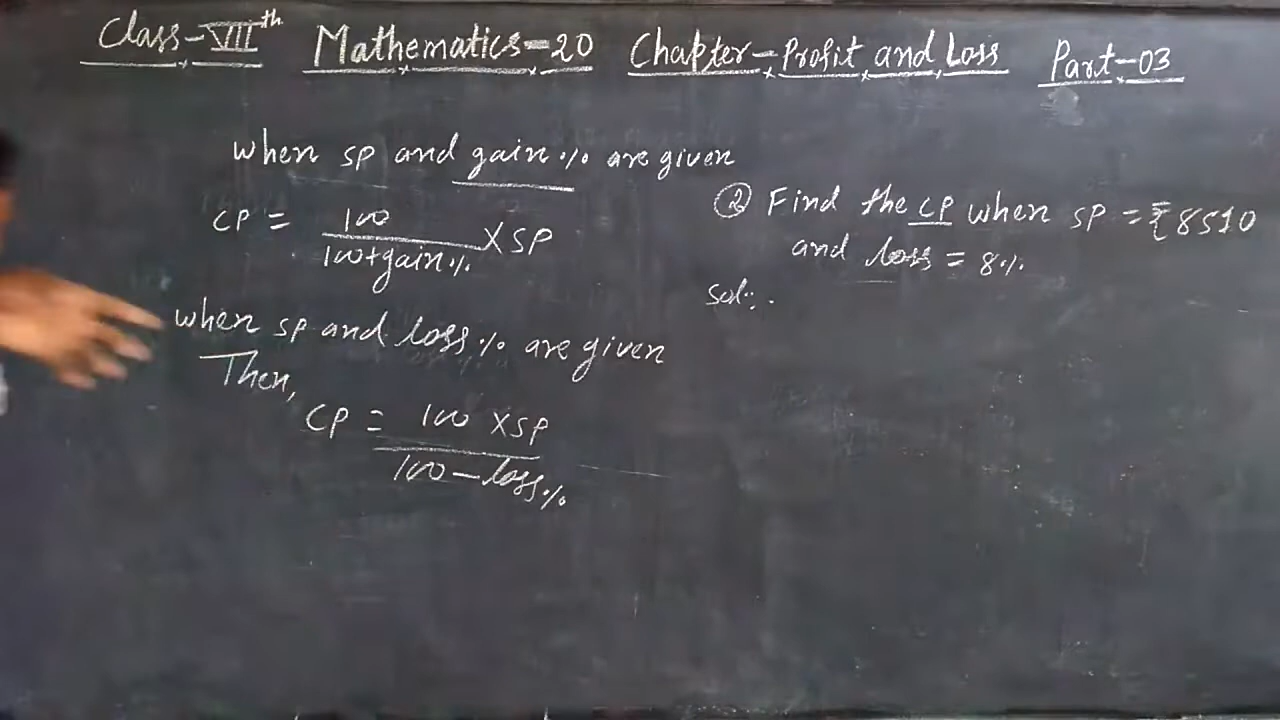 Class-VIIIth Mathematics-20 Chapter-Profit and Loss Part-03
When SP and gain % are given
CP = 100
100+gain% × SP
When SP and loss % are given
Then,
CP = 100 × SP
100 - loss%
② Find the CP when SP = ₹8510
and loss = 8%
Sol:.